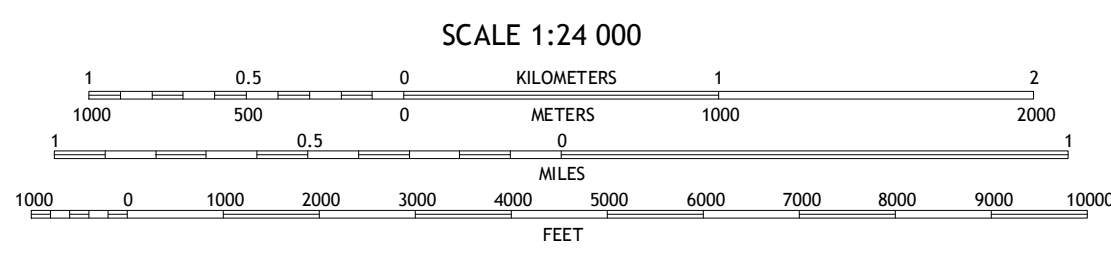 SCALE 1:24 000
1 0.5 0 KILOMETERS 1 2
1000 500 0 METERS 1000 2000
1 0.5 0 1
MILES
1000 0 1000 2000 3000 4000 5000 6000 7000 8000 9000 10000
FEET